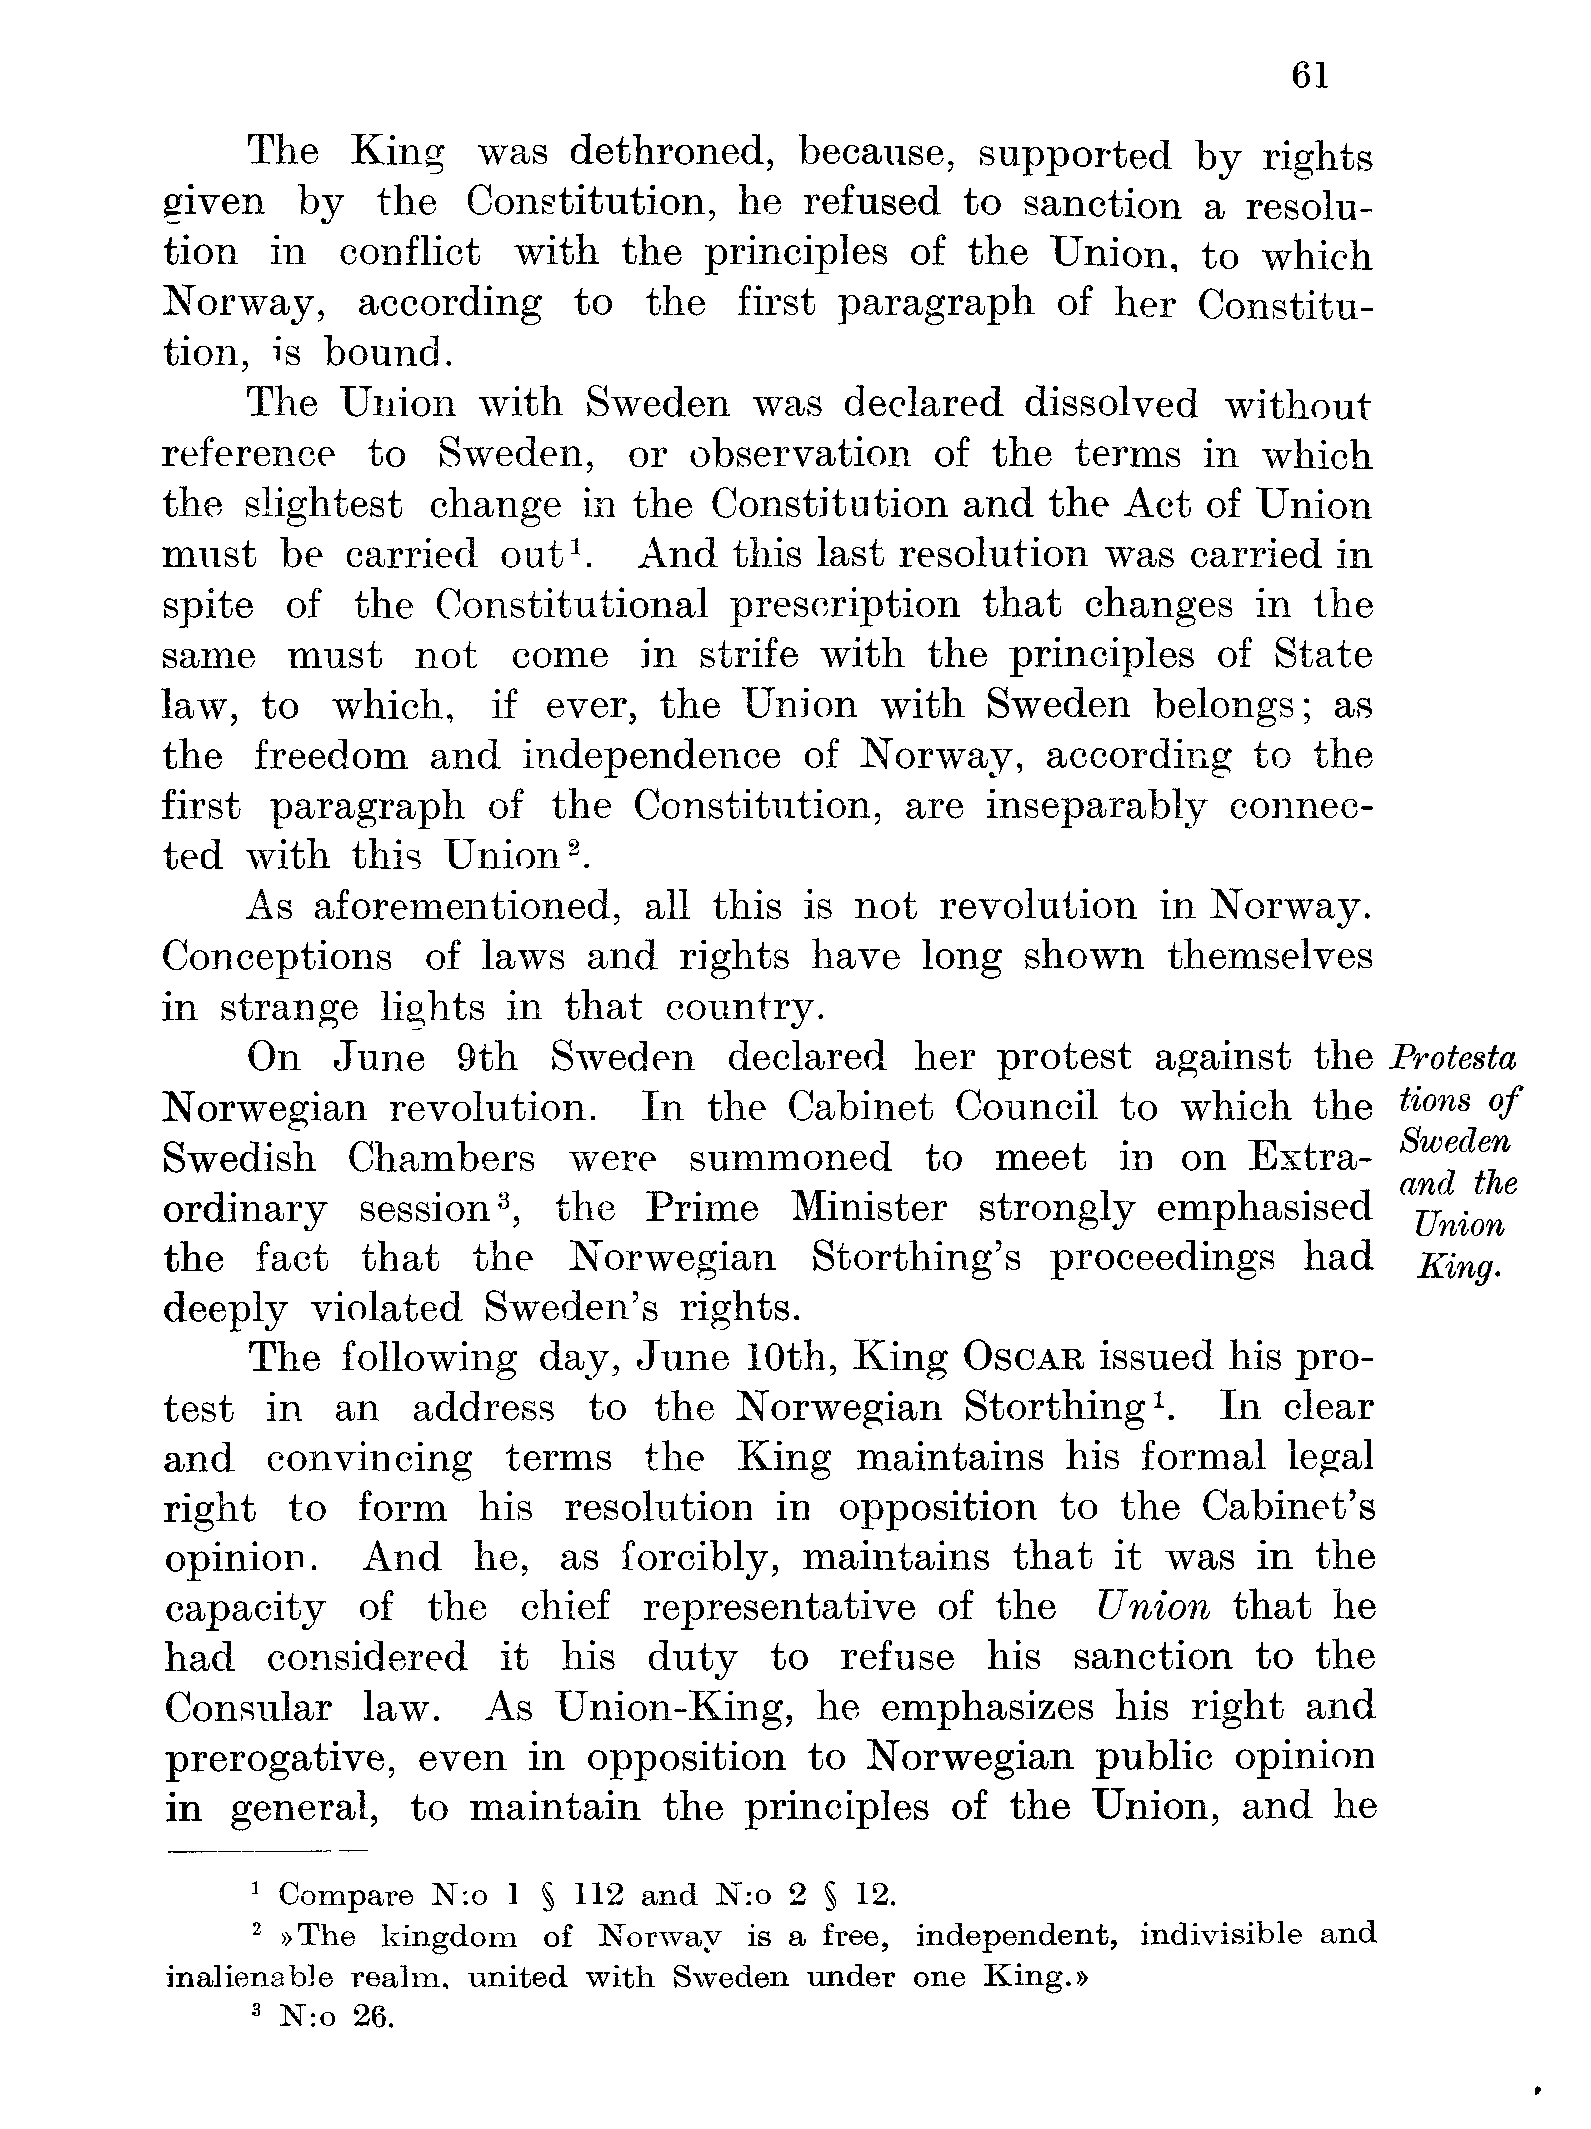 61
The King was dethroned, because, supported by rights
given by the Constitution, he refused to sanction a resolu-
tion in conflict with the principles of the Union, to which
Norway, according to the first paragraph of her Constitu-
tion, is bound.
The Union with Sweden was declared dissolved without
reference to Sweden, or observation of the terms in which
the slightest change in the Constitution and the Act of Union
must be carried out¹. And this last resolution was carried in
spite of the Constitutional prescription that changes in the
same must not come in strife with the principles of State
law, to which, if ever, the Union with Sweden belongs; as
the freedom and independence of Norway, according to the
first paragraph of the Constitution, are inseparably connec-
ted with this Union².
As aforementioned, all this is not revolution in Norway.
Conceptions of laws and rights have long shown themselves
in strange lights in that country.
On June 9th Sweden declared her protest against the
Norwegian revolution. In the Cabinet Council to which the
Swedish Chambers were summoned to meet in on Extra-
ordinary session³, the Prime Minister strongly emphasised
the fact that the Norwegian Storthing's proceedings had
deeply violated Sweden's rights.
Protesta
tions of
Sweden
and the
Union
King.
The following day, June 10th, King OSCAR issued his pro-
test in an address to the Norwegian Storthing¹. In clear
and convincing terms the King maintains his formal legal
right to form his resolution in opposition to the Cabinet's
opinion. And he, as forcibly, maintains that it was in the
capacity of the chief representative of the Union that he
had considered it his duty to refuse his sanction to the
Consular law. As Union-King, he emphasizes his right and
prerogative, even in opposition to Norwegian public opinion
in general, to maintain the principles of the Union, and he
¹ Compare N:o 1 § 112 and N:o 2 § 12.
² »The kingdom of Norway is a free, independent, indivisible and
inalienable realm, united with Sweden under one King.»
³ N:o 26.